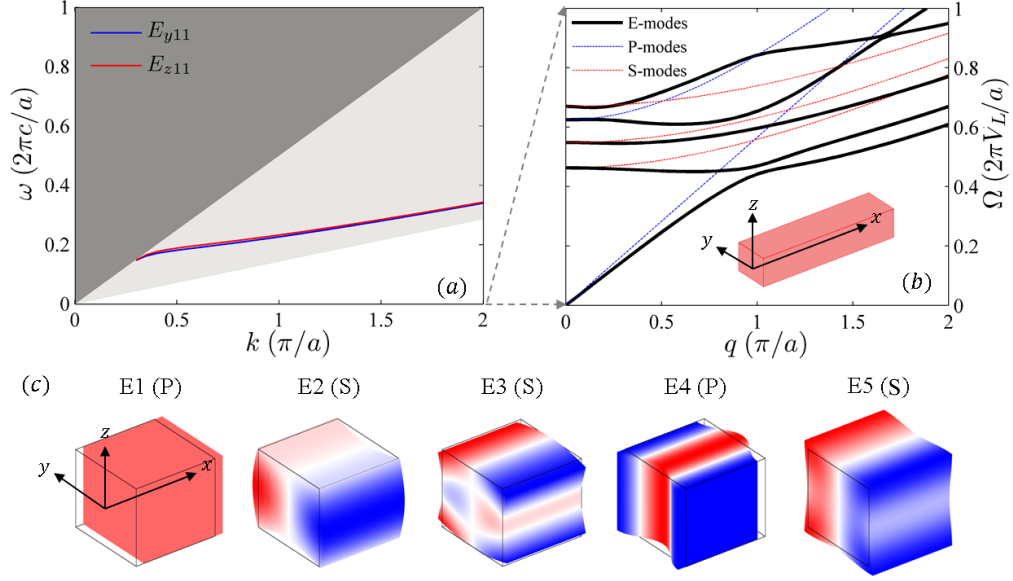 1
0.8
0.6
0.4
0.2
0
ω (2πc/a)
E_{y11}
E_{z11}
(a)
0
0.5
1
1.5
2
k (π/a)
E-modes
P-modes
S-modes
1
0.8
0.6
0.4
0.2
0
Ω (2πV_L/a)
z
y
x
(b)
0
0.5
1
1.5
2
q (π/a)
(c)
E1 (P)
E2 (S)
E3 (S)
E4 (P)
E5 (S)
z
y
x